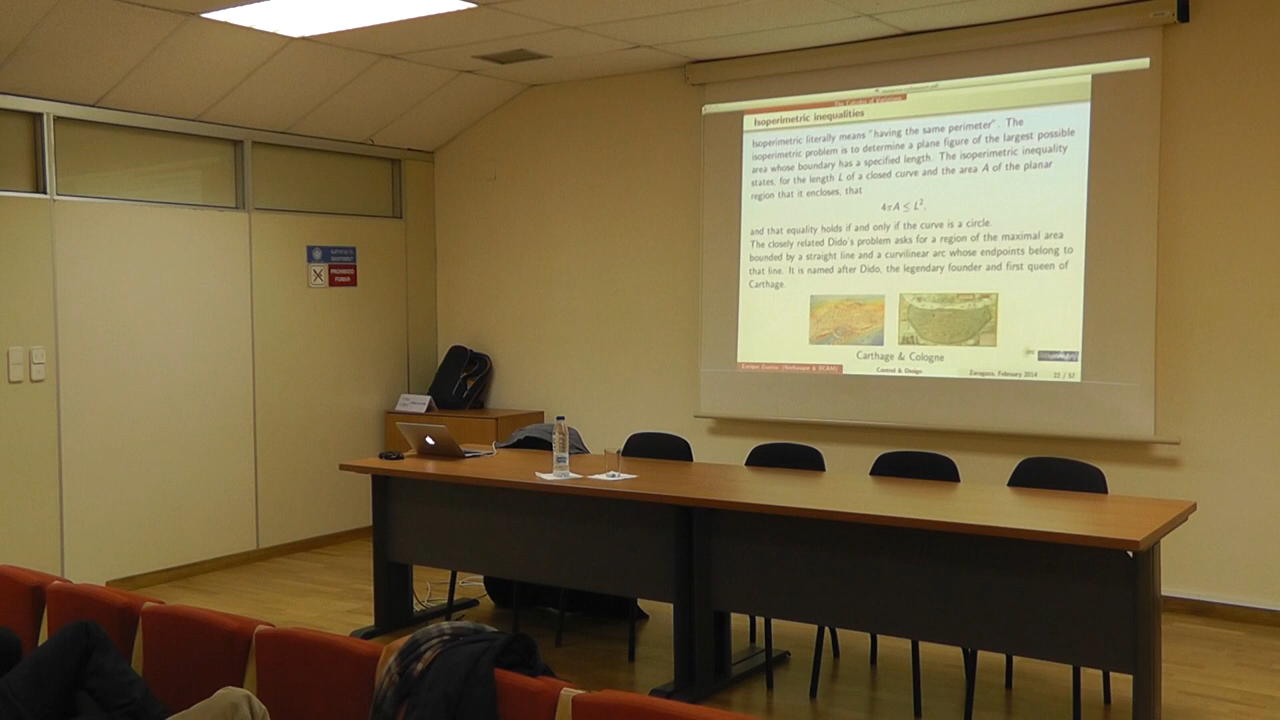 The Calculus of Variations
Isoperimetric inequalities
Isoperimetric literally means "having the same perimeter". The
isoperimetric problem is to determine a plane figure of the largest possible
area whose boundary has a specified length. The isoperimetric inequality
states, for the length L of a closed curve and the area A of the planar
region that it encloses, that
4πA ≤ L²,
and that equality holds if and only if the curve is a circle.
The closely related Dido's problem asks for a region of the maximal area
bounded by a straight line and a curvilinear arc whose endpoints belong to
that line. It is named after Dido, the legendary founder and first queen of
Carthage.
Carthage & Cologne
Enrique Zuazua (Ikerbasque & BCAM) Control & Design Zaragoza, February 2014 22 / 57
PROHIBIDO
FUMAR